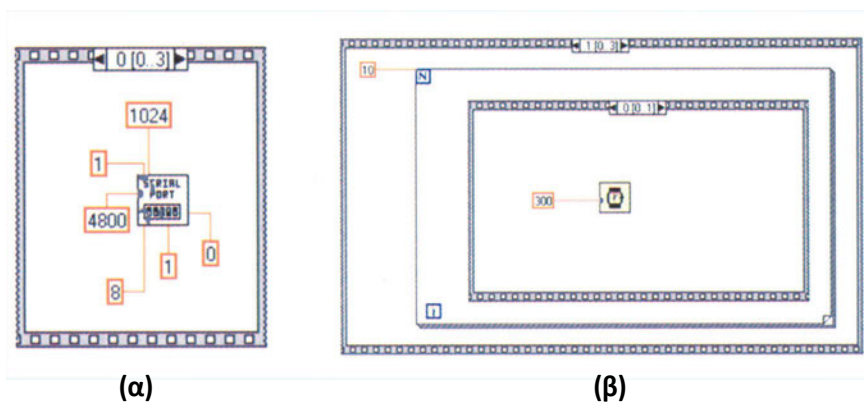 0 [0..3]
1024
1
SERIAL
PORT
4800
0
1
8
1 [0..3]
10
N
0 [0..1]
300
i
(α)
(β)